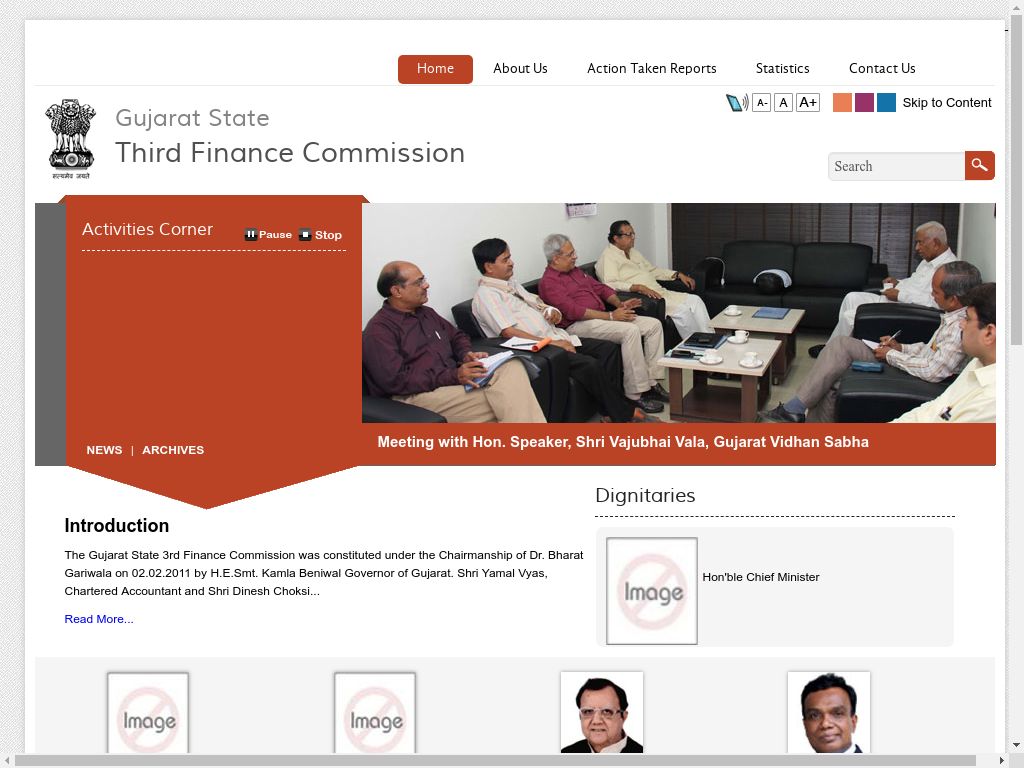 Home About Us Action Taken Reports Statistics Contact Us
A- A A+ Skip to Content
Gujarat State
Third Finance Commission
सत्यमेव जयते
Search
Activities Corner Pause Stop
NEWS | ARCHIVES
Meeting with Hon. Speaker, Shri Vajubhai Vala, Gujarat Vidhan Sabha
Introduction
The Gujarat State 3rd Finance Commission was constituted under the Chairmanship of Dr. Bharat
Gariwala on 02.02.2011 by H.E.Smt. Kamla Beniwal Governor of Gujarat. Shri Yamal Vyas,
Chartered Accountant and Shri Dinesh Choksi...
Read More...
Dignitaries
Image
Hon'ble Chief Minister
Image
Image